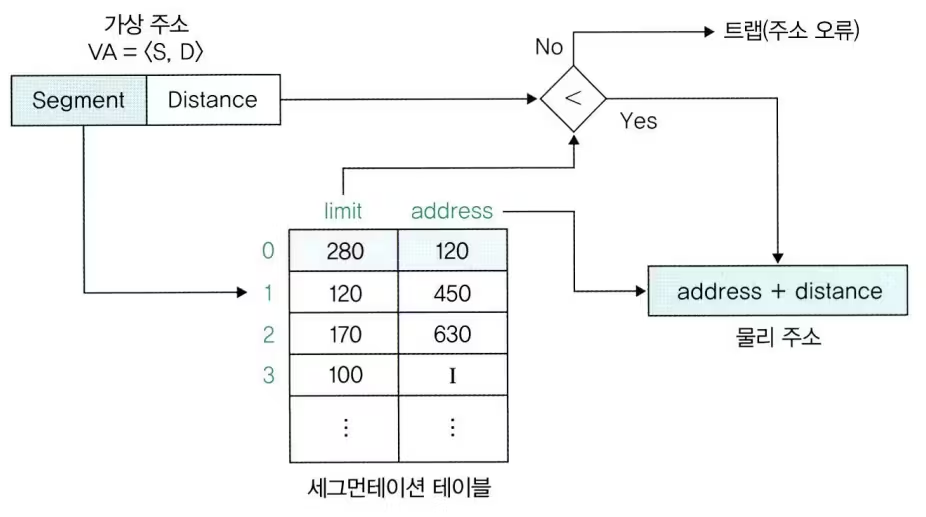 가상 주소
VA = 〈S, D〉
Segment Distance
No
트랩(주소 오류)
<
Yes
limit address
0 280 120
1 120 450
2 170 630
3 100 I
⋮ ⋮
address + distance
물리 주소
세그먼테이션 테이블